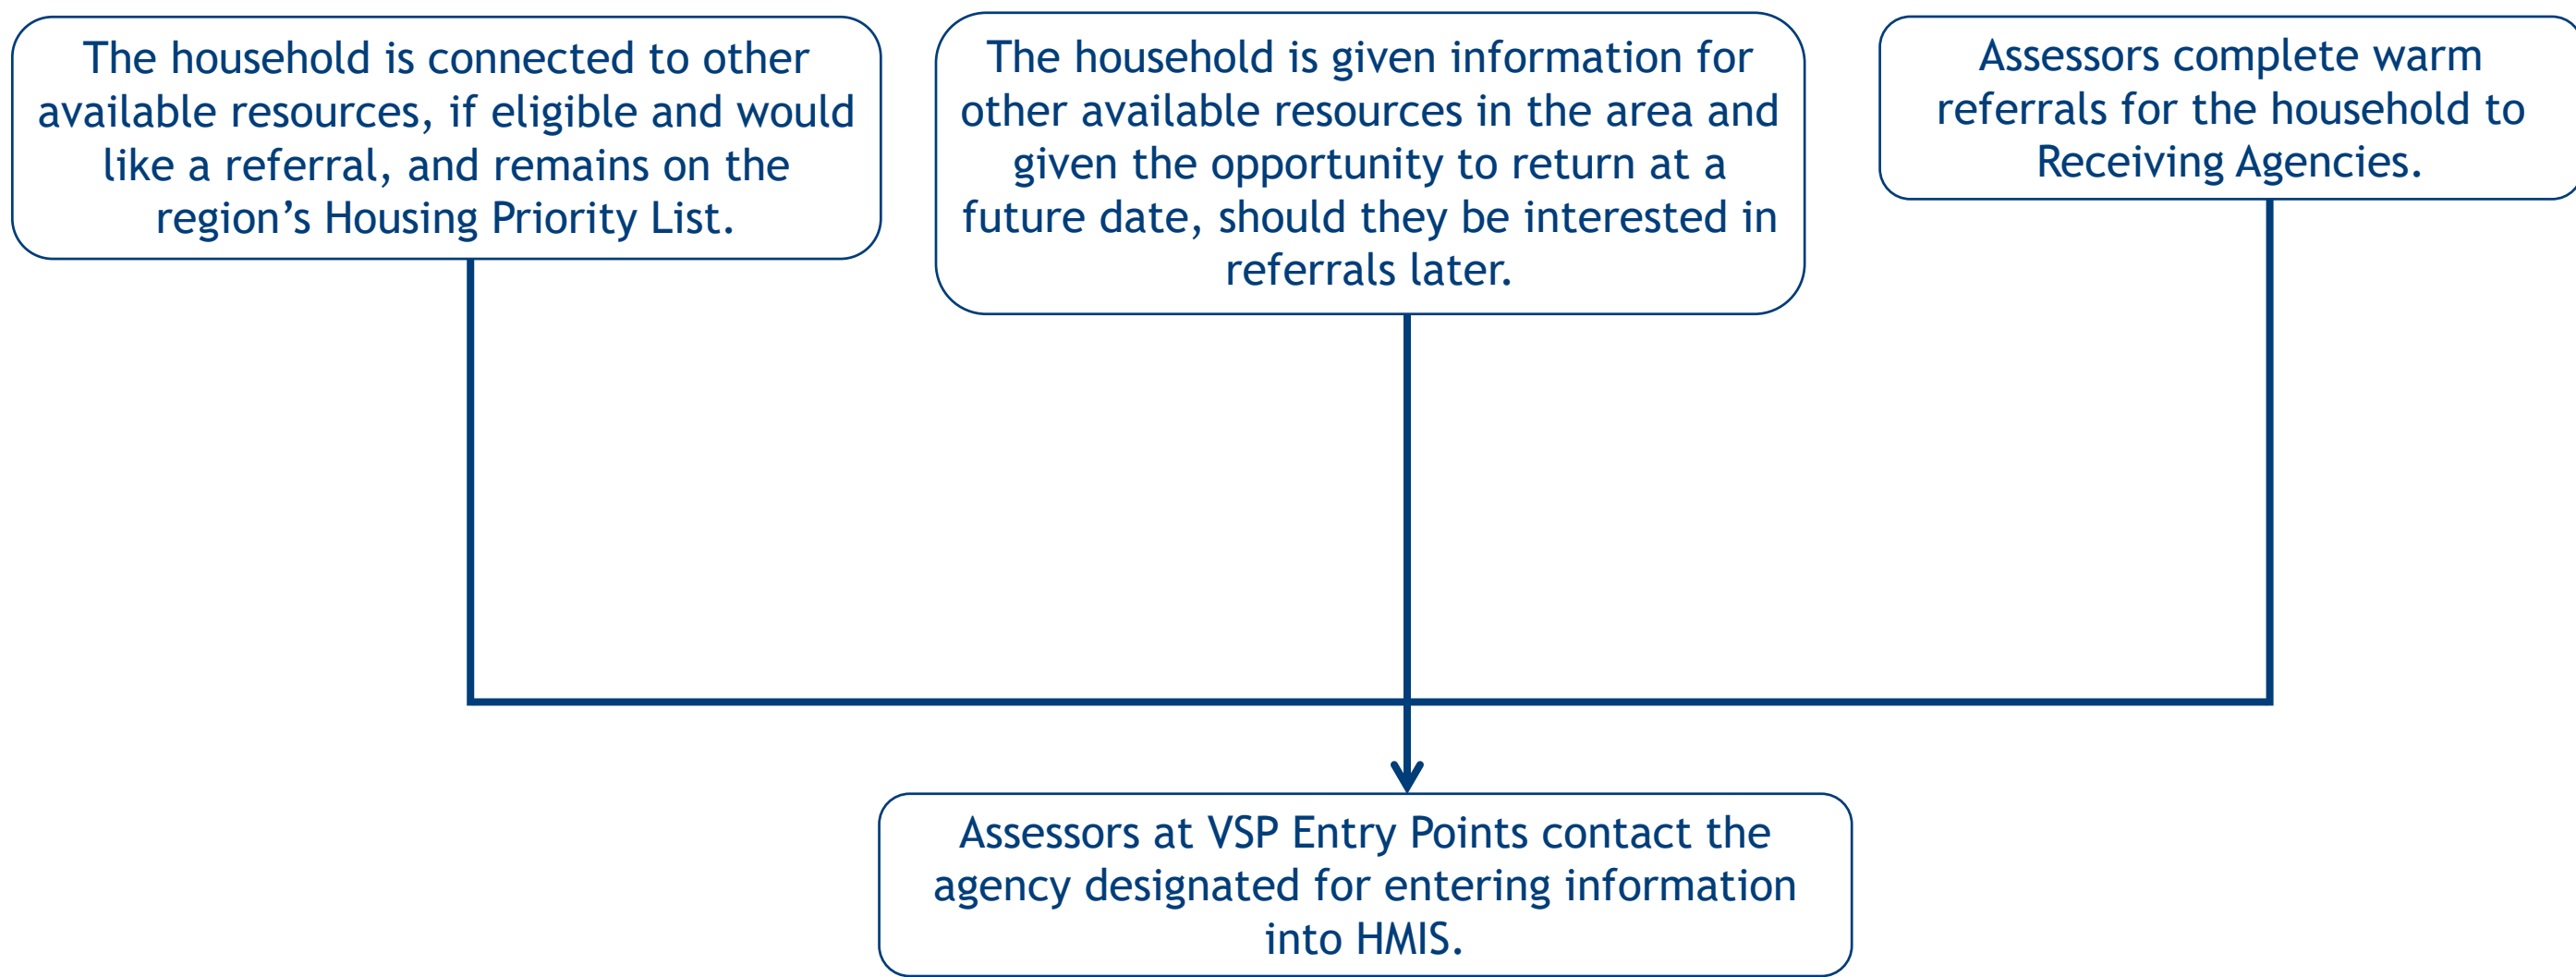 The household is connected to other
available resources, if eligible and would
like a referral, and remains on the
region’s Housing Priority List.
The household is given information for
other available resources in the area and
given the opportunity to return at a
future date, should they be interested in
referrals later.
Assessors complete warm
referrals for the household to
Receiving Agencies.
Assessors at VSP Entry Points contact the
agency designated for entering information
into HMIS.